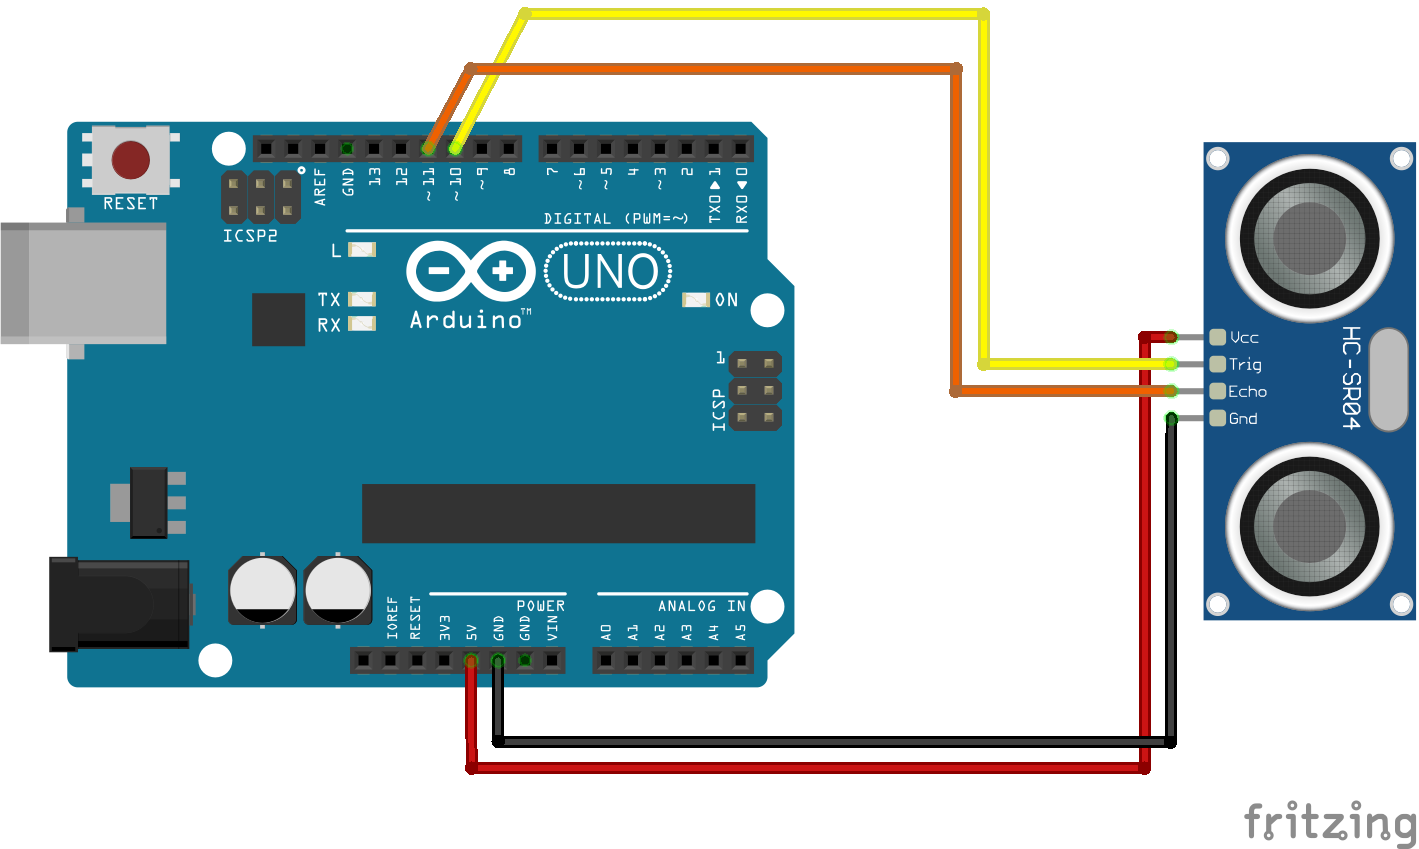 RESET
ICSP2
AREF
GND
13
12
~11
~10
~9
8
7
~6
~5
4
~3
2
TX0▶1
RX0◀0
DIGITAL (PWM=~)
L
TX
RX
UNO
Arduino™
ON
1
ICSP
IOREF
RESET
3V3
5V
GND
GND
VIN
POWER
ANALOG IN
A0
A1
A2
A3
A4
A5
Vcc
Trig
Echo
Gnd
HC-SR04
fritzing